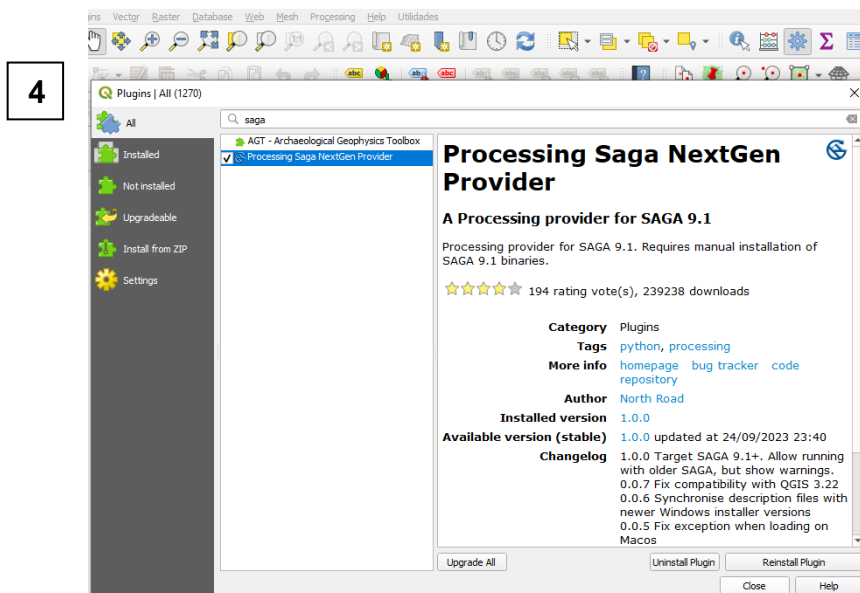 ins Vector Raster Database Web Mesh Processing Help Utilidades
abc abc abc
4
Plugins | All (1270)
All
saga
Installed
Not installed
Upgradeable
Install from ZIP
Settings
AGT - Archaeological Geophysics Toolbox
Processing Saga NextGen Provider
Processing Saga NextGen
Provider
A Processing provider for SAGA 9.1
Processing provider for SAGA 9.1. Requires manual installation of
SAGA 9.1 binaries.
194 rating vote(s), 239238 downloads
Category Plugins
Tags python, processing
More info homepage bug tracker code
repository
Author North Road
Installed version 1.0.0
Available version (stable) 1.0.0 updated at 24/09/2023 23:40
Changelog 1.0.0 Target SAGA 9.1+. Allow running
with older SAGA, but show warnings.
0.0.7 Fix compatibility with QGIS 3.22
0.0.6 Synchronise description files with
newer Windows installer versions
0.0.5 Fix exception when loading on
Macos
Upgrade All Uninstall Plugin Reinstall Plugin
Close Help